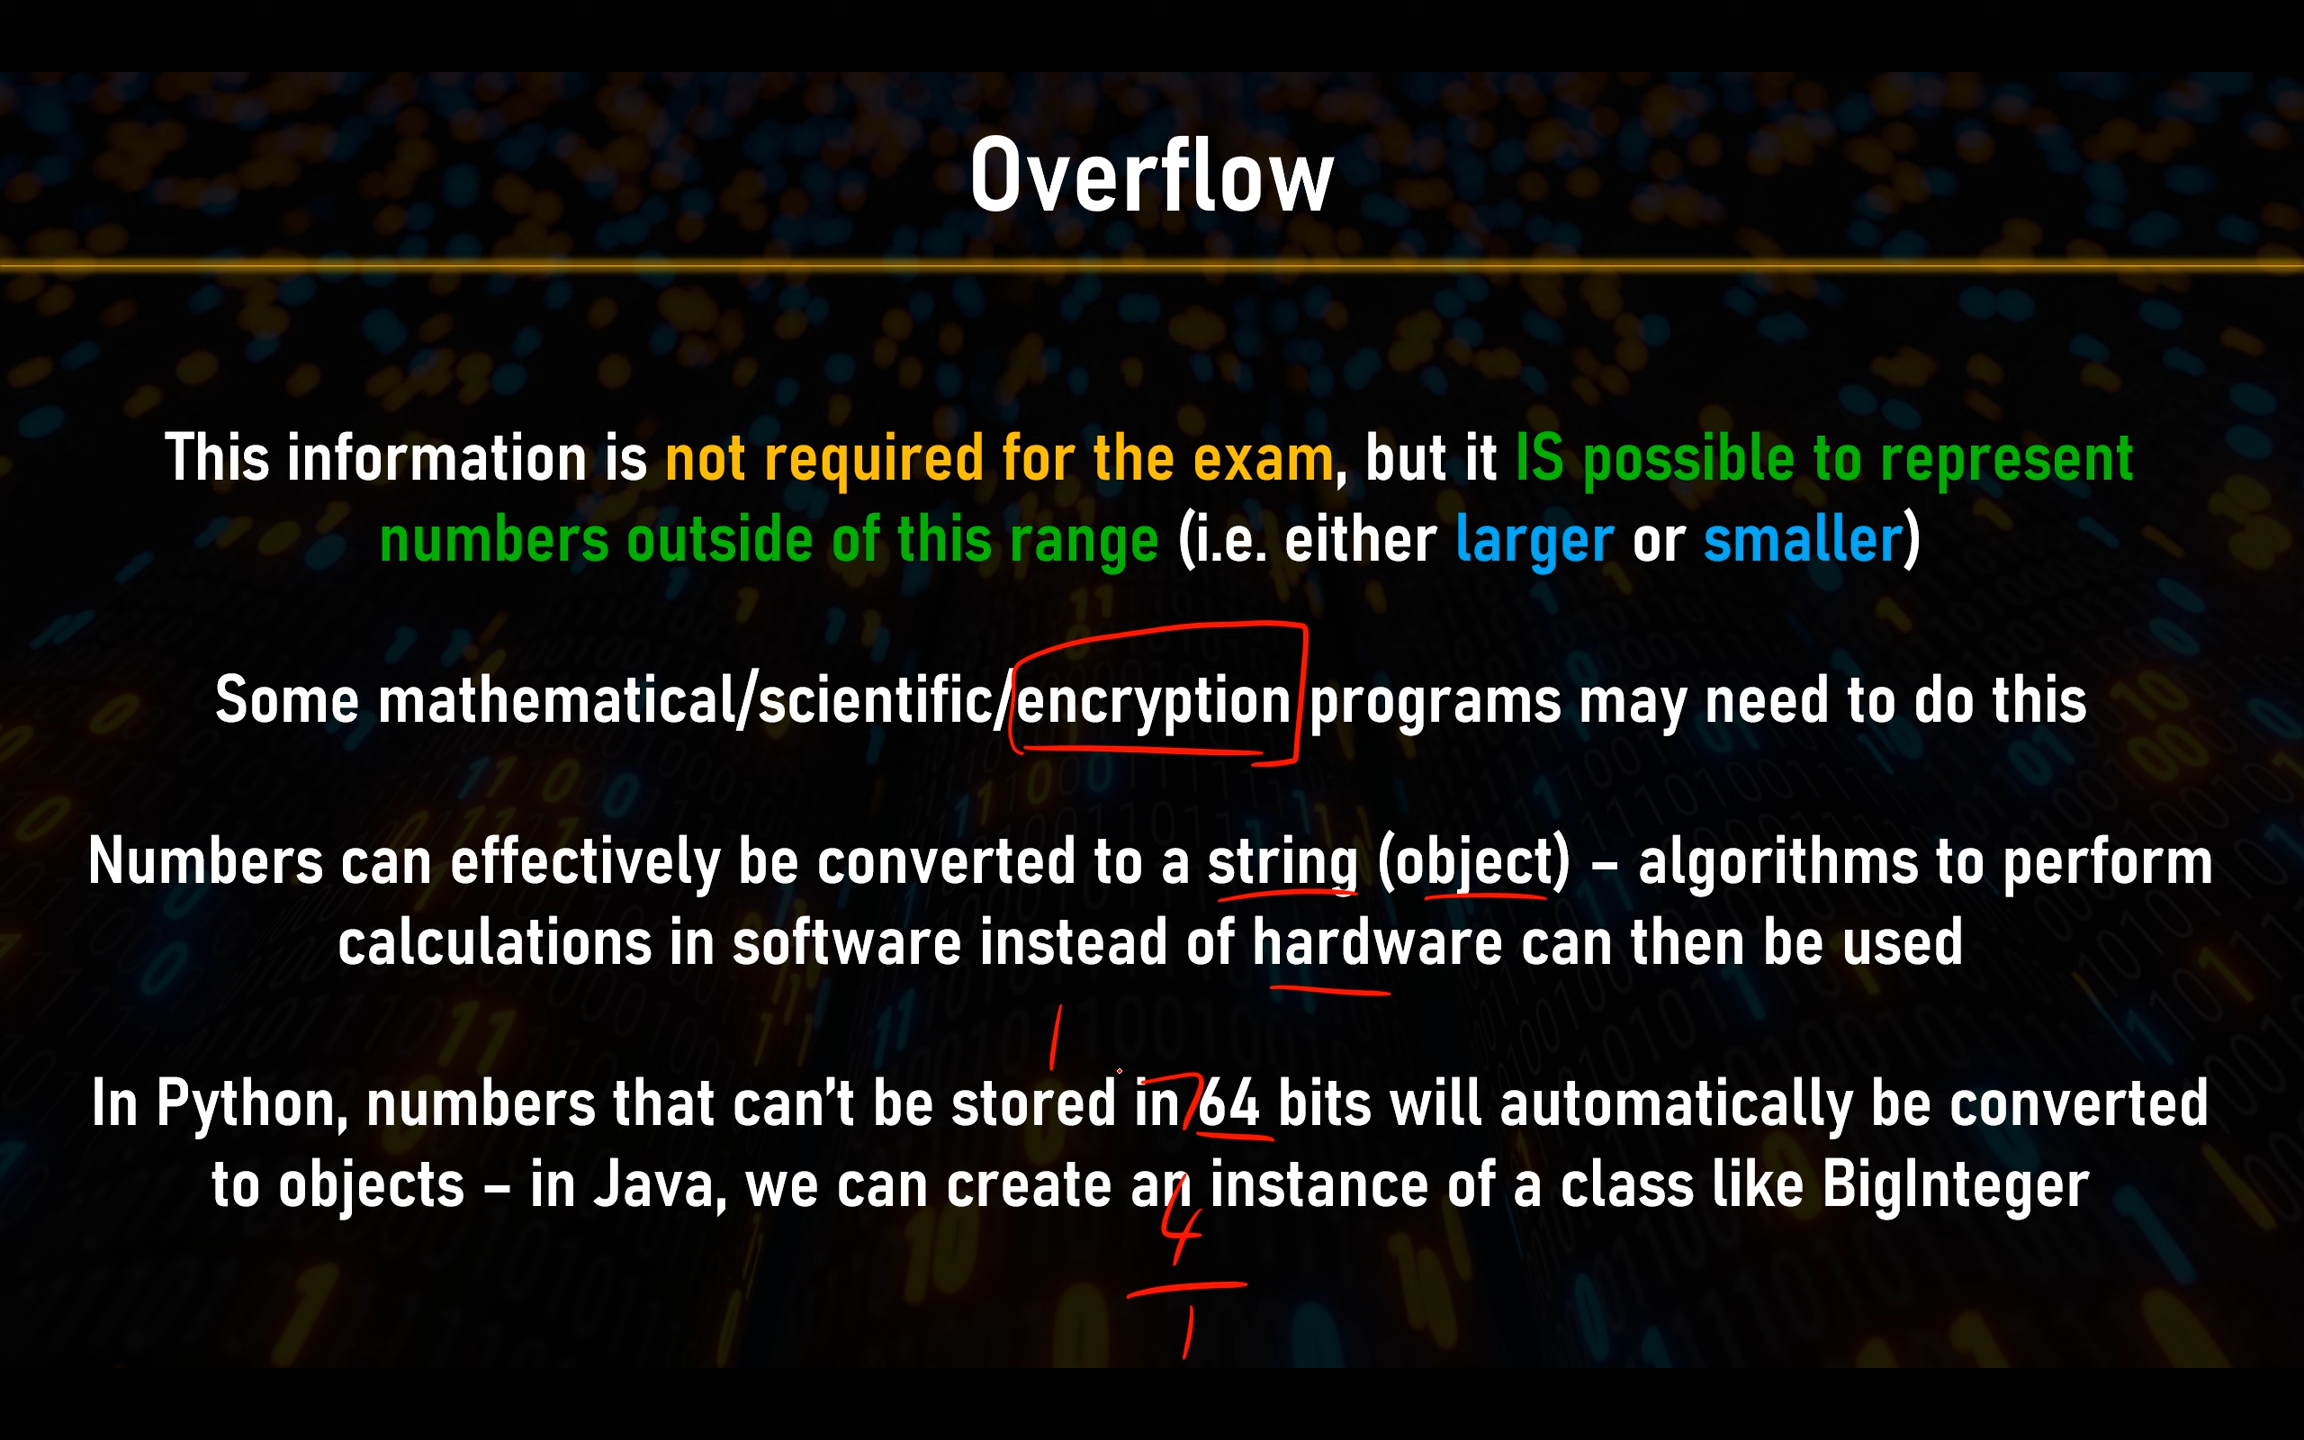 Overflow
This information is not required for the exam, but it IS possible to represent
numbers outside of this range (i.e. either larger or smaller)
Some mathematical/scientific/encryption programs may need to do this
Numbers can effectively be converted to a string (object) – algorithms to perform
calculations in software instead of hardware can then be used
1
7
In Python, numbers that can't be stored in 64 bits will automatically be converted
to objects – in Java, we can create an instance of a class like BigInteger
4
1